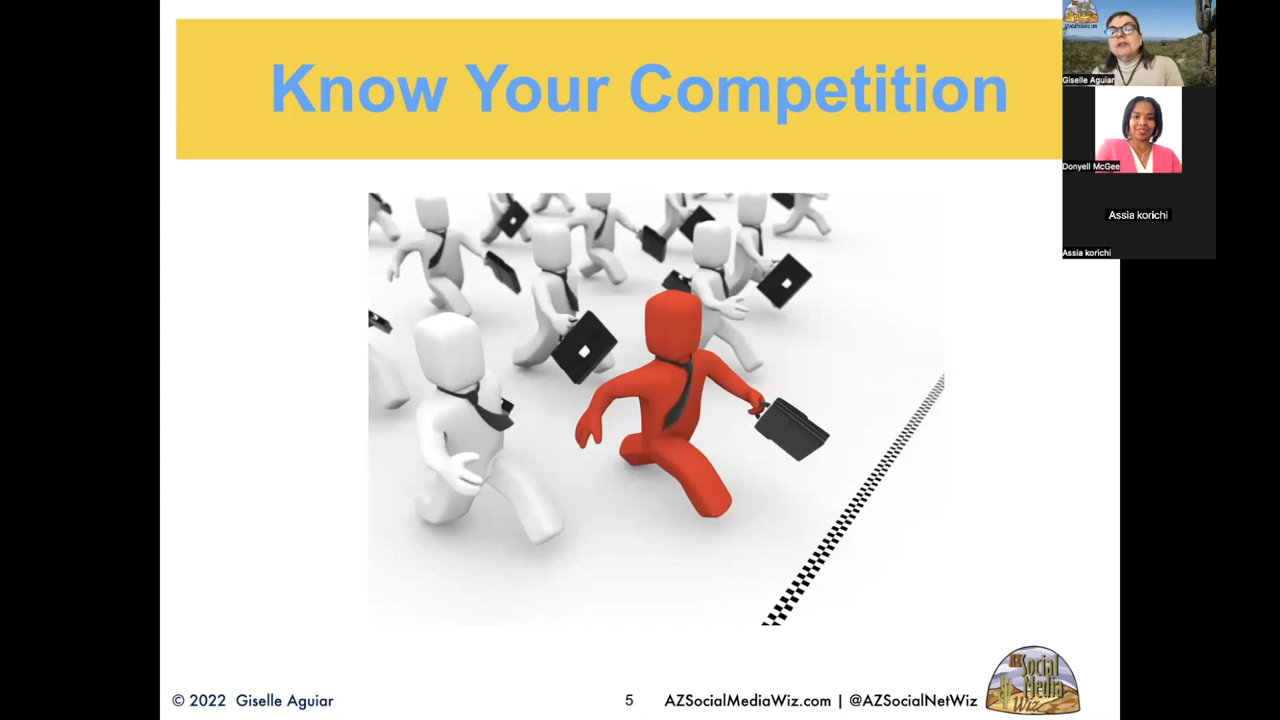 Know Your Competition
Giselle Aguiar
Donyell McGee
Assia korichi
Assia korichi
© 2022 Giselle Aguiar
5
AZSocialMediaWiz.com | @AZSocialNetWiz
AZ Social
Media
Wiz